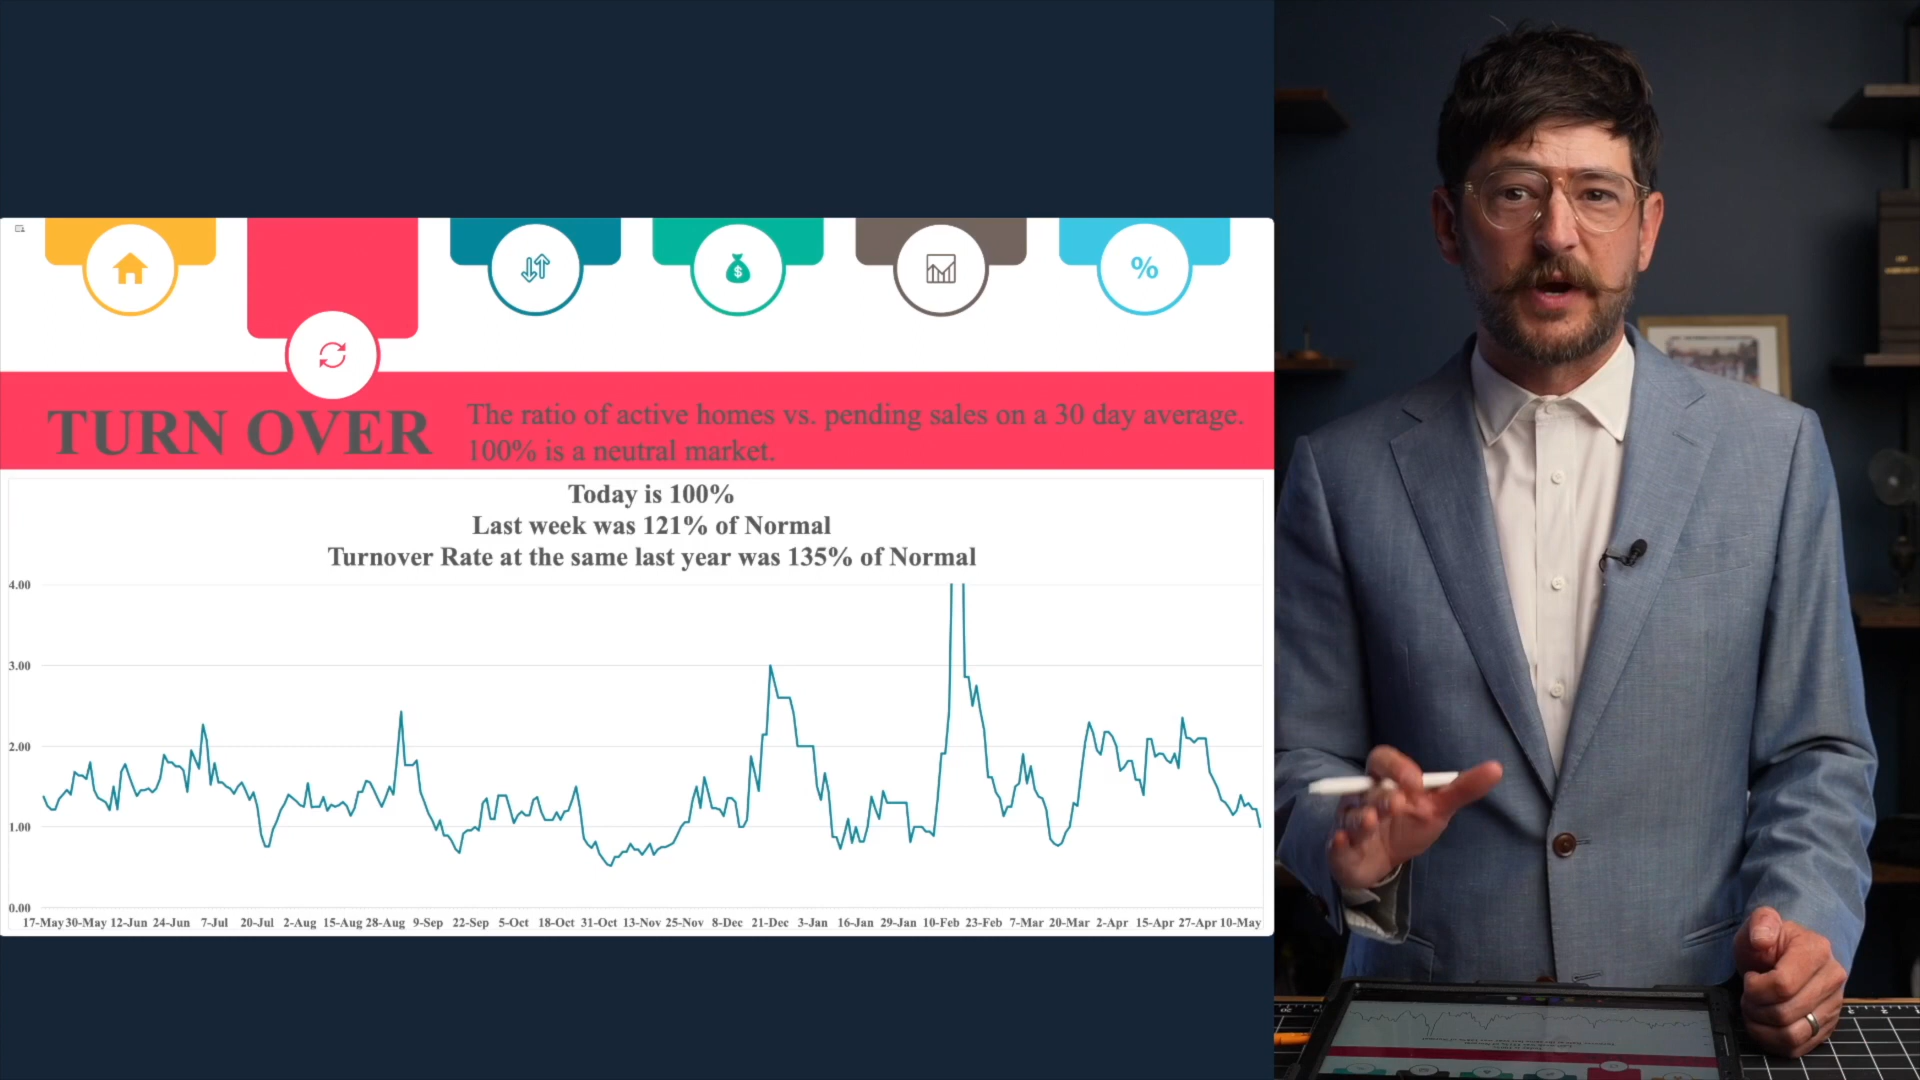 $
%
TURN OVER
The ratio of active homes vs. pending sales on a 30 day average.
100% is a neutral market.
Today is 100%
Last week was 121% of Normal
Turnover Rate at the same last year was 135% of Normal
4.00
3.00
2.00
1.00
0.00
17-May 30-May 12-Jun 24-Jun 7-Jul 20-Jul 2-Aug 15-Aug 28-Aug 9-Sep 22-Sep 5-Oct 18-Oct 31-Oct 13-Nov 25-Nov 8-Dec 21-Dec 3-Jan 16-Jan 29-Jan 10-Feb 23-Feb 7-Mar 20-Mar 2-Apr 15-Apr 27-Apr 10-May